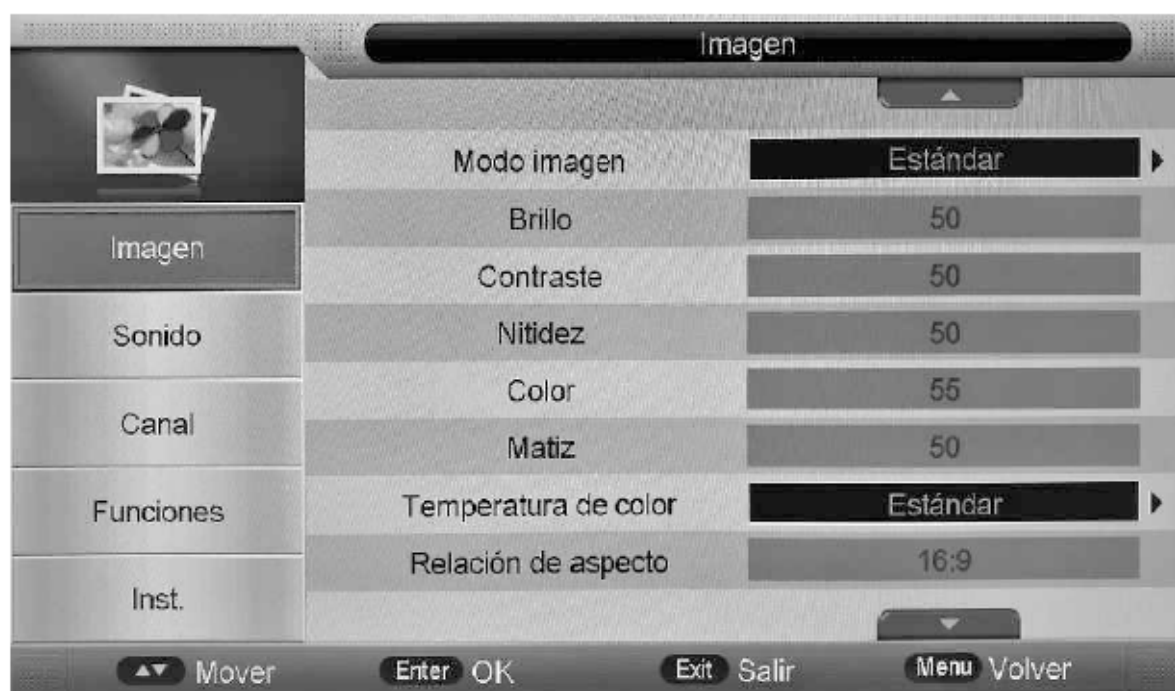 Imagen
Imagen
Sonido
Canal
Funciones
Inst.
Modo imagen Estándar
Brillo 50
Contraste 50
Nitidez 50
Color 55
Matiz 50
Temperatura de color Estándar
Relación de aspecto 16:9
Mover Enter OK Exit Salir Menu Volver